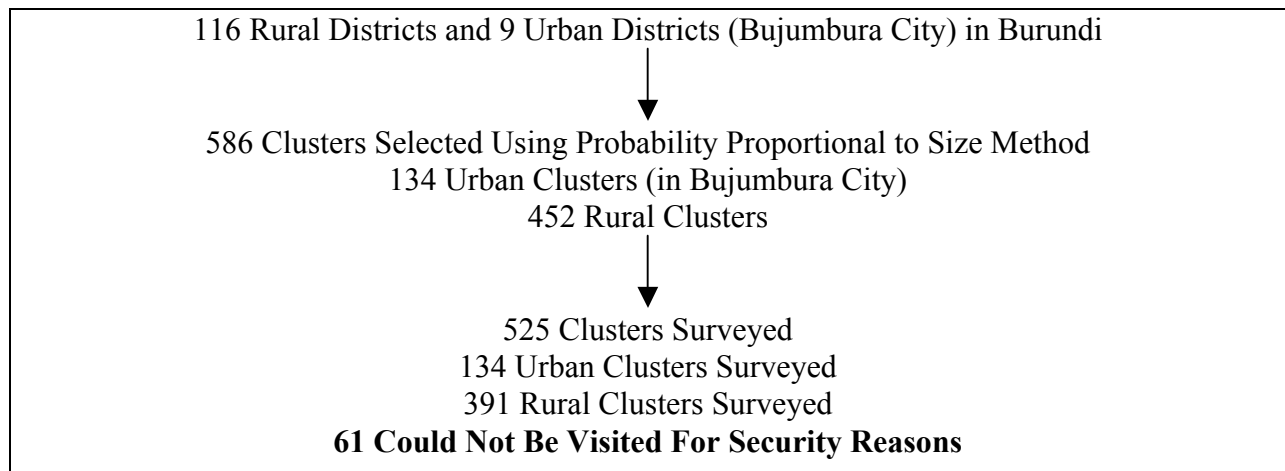 116 Rural Districts and 9 Urban Districts (Bujumbura City) in Burundi
586 Clusters Selected Using Probability Proportional to Size Method
134 Urban Clusters (in Bujumbura City)
452 Rural Clusters
525 Clusters Surveyed
134 Urban Clusters Surveyed
391 Rural Clusters Surveyed
61 Could Not Be Visited For Security Reasons